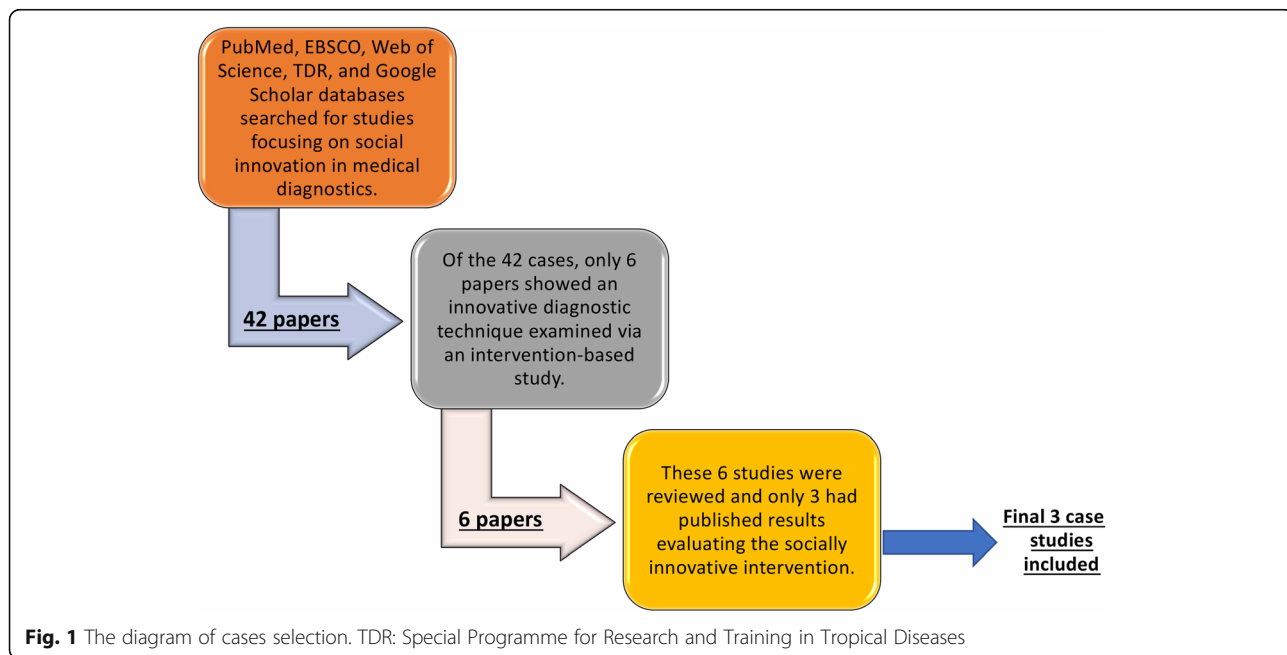 PubMed, EBSCO, Web of
Science, TDR, and Google
Scholar databases
searched for studies
focusing on social
innovation in medical
diagnostics.
42 papers
Of the 42 cases, only 6
papers showed an
innovative diagnostic
technique examined via
an intervention-based
study.
6 papers
These 6 studies were
reviewed and only 3 had
published results
evaluating the socially
innovative intervention.
Final 3 case
studies
included
Fig. 1 The diagram of cases selection. TDR: Special Programme for Research and Training in Tropical Diseases